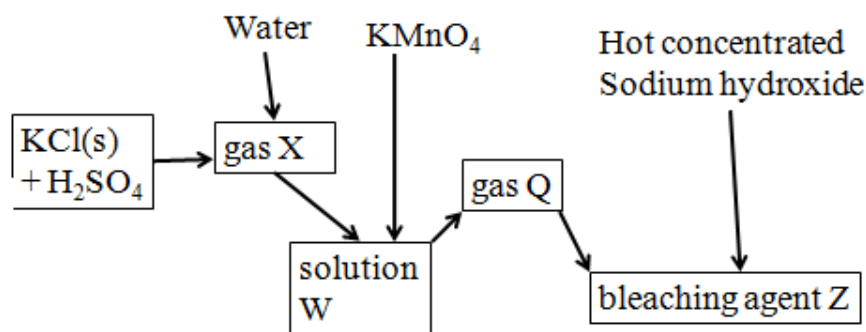 Water
KMnO₄
Hot concentrated
Sodium hydroxide
KCl(s)
+ H₂SO₄
gas X
gas Q
solution
W
bleaching agent Z